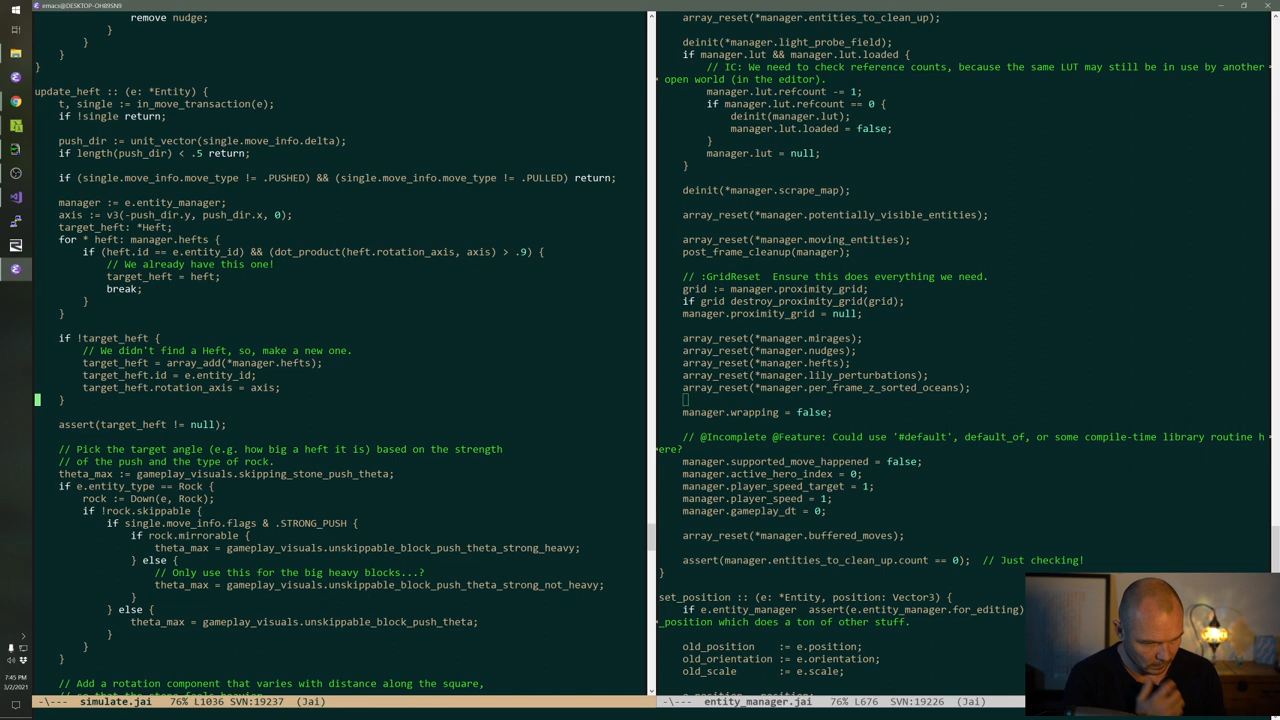 emacs@DESKTOP-OH89SN9
remove nudge;
}
}
}
}
update_heft :: (e: *Entity) {
t, single := in_move_transaction(e);
if !single return;
push_dir := unit_vector(single.move_info.delta);
if length(push_dir) < .5 return;
if (single.move_info.move_type != .PUSHED) && (single.move_info.move_type != .PULLED) return;
manager := e.entity_manager;
axis := v3(-push_dir.y, push_dir.x, 0);
target_heft: *Heft;
for * heft: manager.hefts {
if (heft.id == e.entity_id) && (dot_product(heft.rotation_axis, axis) > .9) {
// We already have this one!
target_heft = heft;
break;
}
}
if !target_heft {
// We didn't find a Heft, so, make a new one.
target_heft = array_add(*manager.hefts);
target_heft.id = e.entity_id;
target_heft.rotation_axis = axis;
}
assert(target_heft != null);
// Pick the target angle (e.g. how big a heft it is) based on the strength
// of the push and the type of rock.
theta_max := gameplay_visuals.skipping_stone_push_theta;
if e.entity_type == Rock {
rock := Down(e, Rock);
if !rock.skippable {
if single.move_info.flags & .STRONG_PUSH {
if rock.mirrorable {
theta_max = gameplay_visuals.unskippable_block_push_theta_strong_heavy;
} else {
// Only use this for the big heavy blocks...?
theta_max = gameplay_visuals.unskippable_block_push_theta_strong_not_heavy;
}
} else {
theta_max = gameplay_visuals.unskippable_block_push_theta;
}
}
}
// Add a rotation component that varies with distance along the square,
-\--- simulate.jai 76% L1036 SVN:19237 (Jai)
array_reset(*manager.entities_to_clean_up);
deinit(*manager.light_probe_field);
if manager.lut && manager.lut.loaded {
// IC: We need to check reference counts, because the same LUT may still be in use by another
open world (in the editor).
manager.lut.refcount -= 1;
if manager.lut.refcount == 0 {
deinit(manager.lut);
manager.lut.loaded = false;
}
manager.lut = null;
}
deinit(*manager.scrape_map);
array_reset(*manager.potentially_visible_entities);
array_reset(*manager.moving_entities);
post_frame_cleanup(manager);
// :GridReset  Ensure this does everything we need.
grid := manager.proximity_grid;
if grid destroy_proximity_grid(grid);
manager.proximity_grid = null;
array_reset(*manager.mirages);
array_reset(*manager.nudges);
array_reset(*manager.hefts);
array_reset(*manager.lily_perturbations);
array_reset(*manager.per_frame_z_sorted_oceans);
manager.wrapping = false;
// @Incomplete @Feature: Could use '#default', default_of, or some compile-time library routine h
ere?
manager.supported_move_happened = false;
manager.active_hero_index = 0;
manager.player_speed_target = 1;
manager.player_speed = 1;
manager.gameplay_dt = 0;
array_reset(*manager.buffered_moves);
assert(manager.entities_to_clean_up.count == 0);  // Just checking!
}
set_position :: (e: *Entity, position: Vector3) {
if e.entity_manager  assert(e.entity_manager.for_editing)
_position which does a ton of other stuff.
old_position    := e.position;
old_orientation := e.orientation;
old_scale       := e.scale;
-\--- entity_manager.jai 76% L676 SVN:19226 (Jai)
7:45 PM
3/2/2021